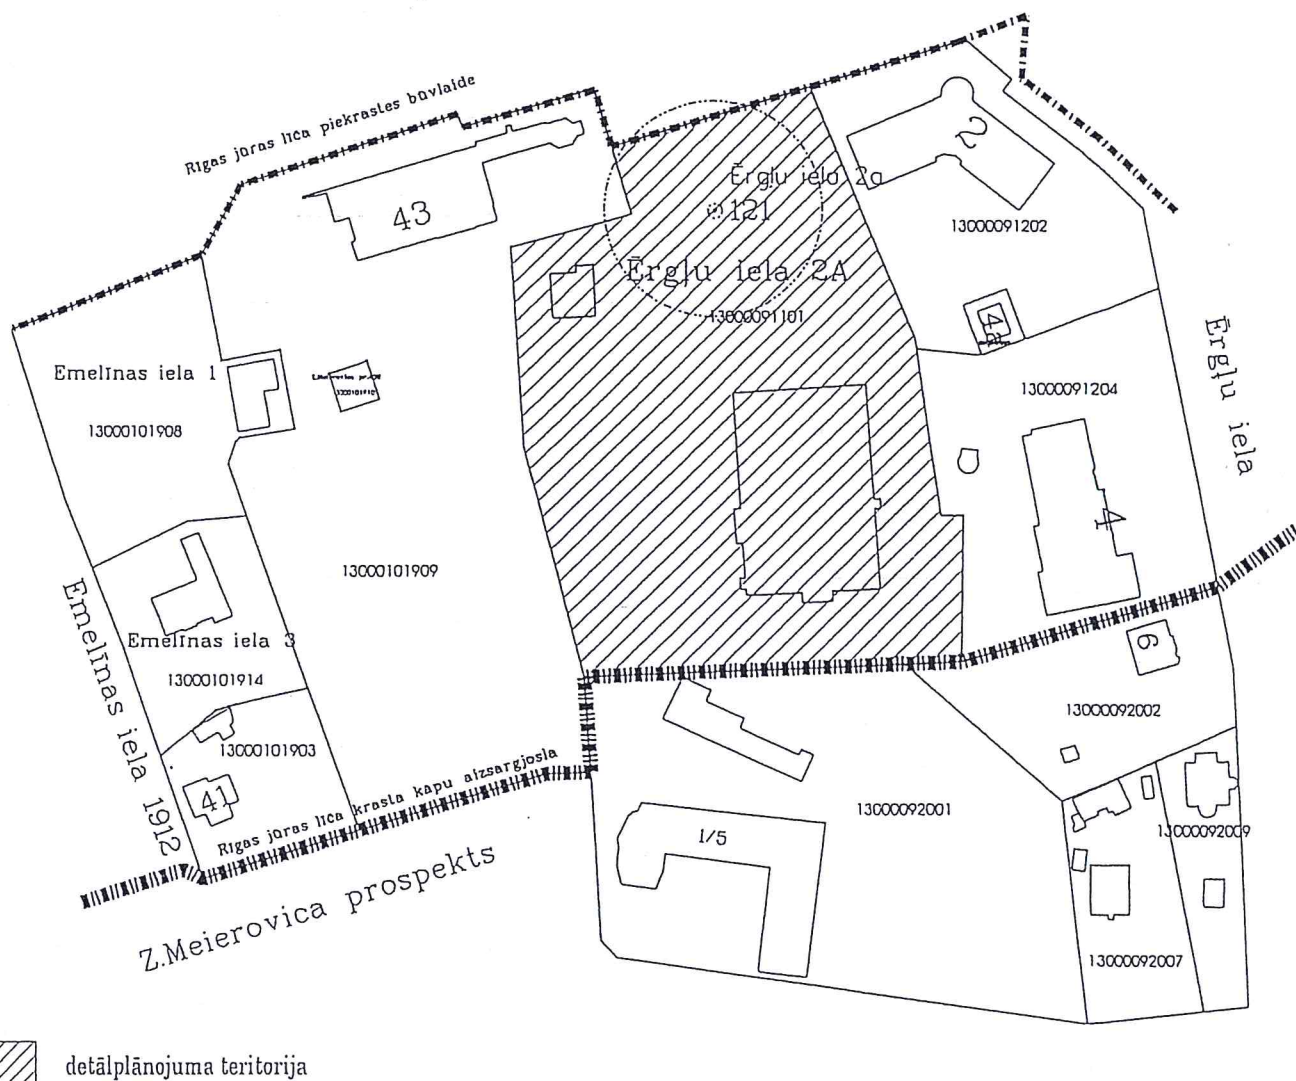 Rīgas jūras līča piekrastes būvlaide
43
2
Ērgļu iela 2a
121
13000091202
Ērgļu iela 2A
13000091101
4a
Ērgļu iela
Emelīnas iela 1
13000101908
13000101912
13000091204
4
13000101909
Emelīnas iela 1912
Emelīnas iela 3
13000101914
6
13000092002
13000101903
41
Rīgas jūras līča krasta kāpu aizsargjosla
Z.Meierovica prospekts
1/5
13000092001
13000092009
13000092007
detālplānojuma teritorija